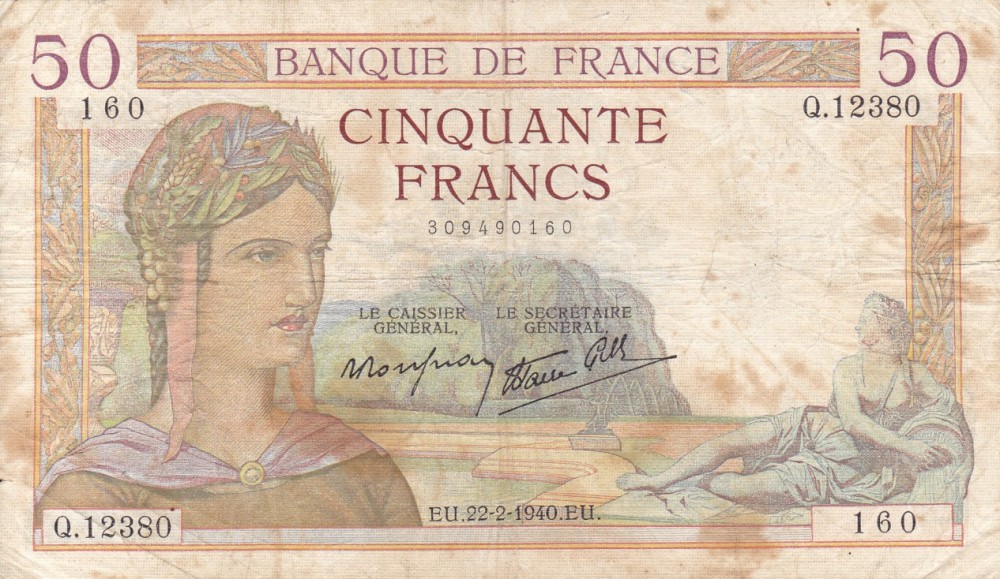 50 BANQUE DE FRANCE 50
160 Q.12380
CINQUANTE
FRANCS
309490160
LE CAISSIER
GÉNÉRAL,
LE SECRÉTAIRE
GÉNÉRAL,
Q.12380 EU.22-2-1940.EU. 160